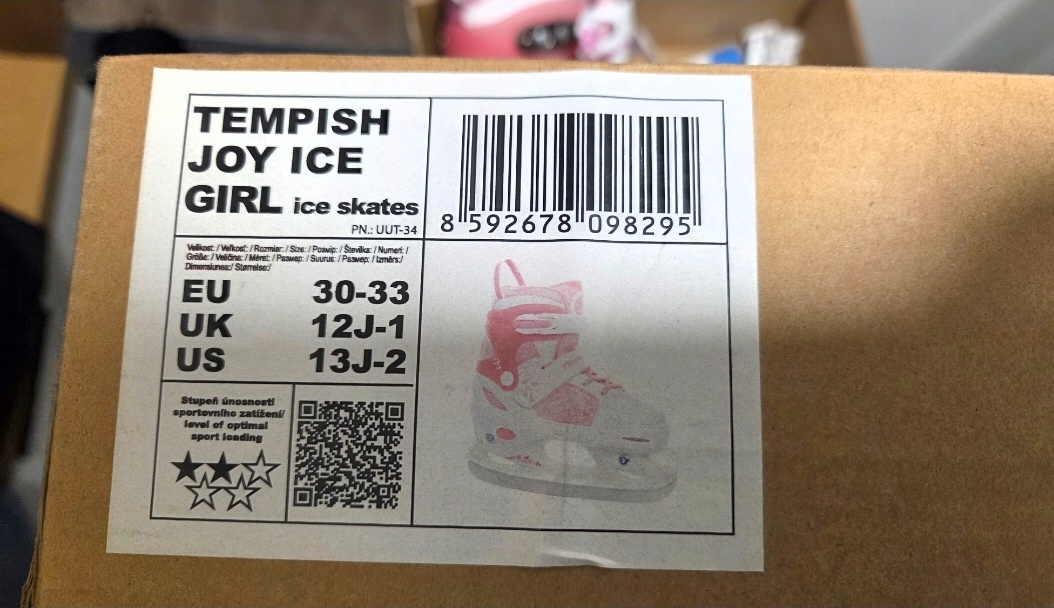 TEMPISH
JOY ICE
GIRL ice skates
PN.: UUT-34
8 592678 098295
Velikost: / Veľkosť: / Rozmiar: / Size: / Розмір: / Številka: / Numeri: /
Größe: / Veličina: / Méret: / Размер: / Suurus: / Размер: / Izmērs:/
Dimensiunea:/ Størrelse:/
EU 30-33
UK 12J-1
US 13J-2
Stupeň únosnosti
sportovního zatížení/
level of optimal
sport loading